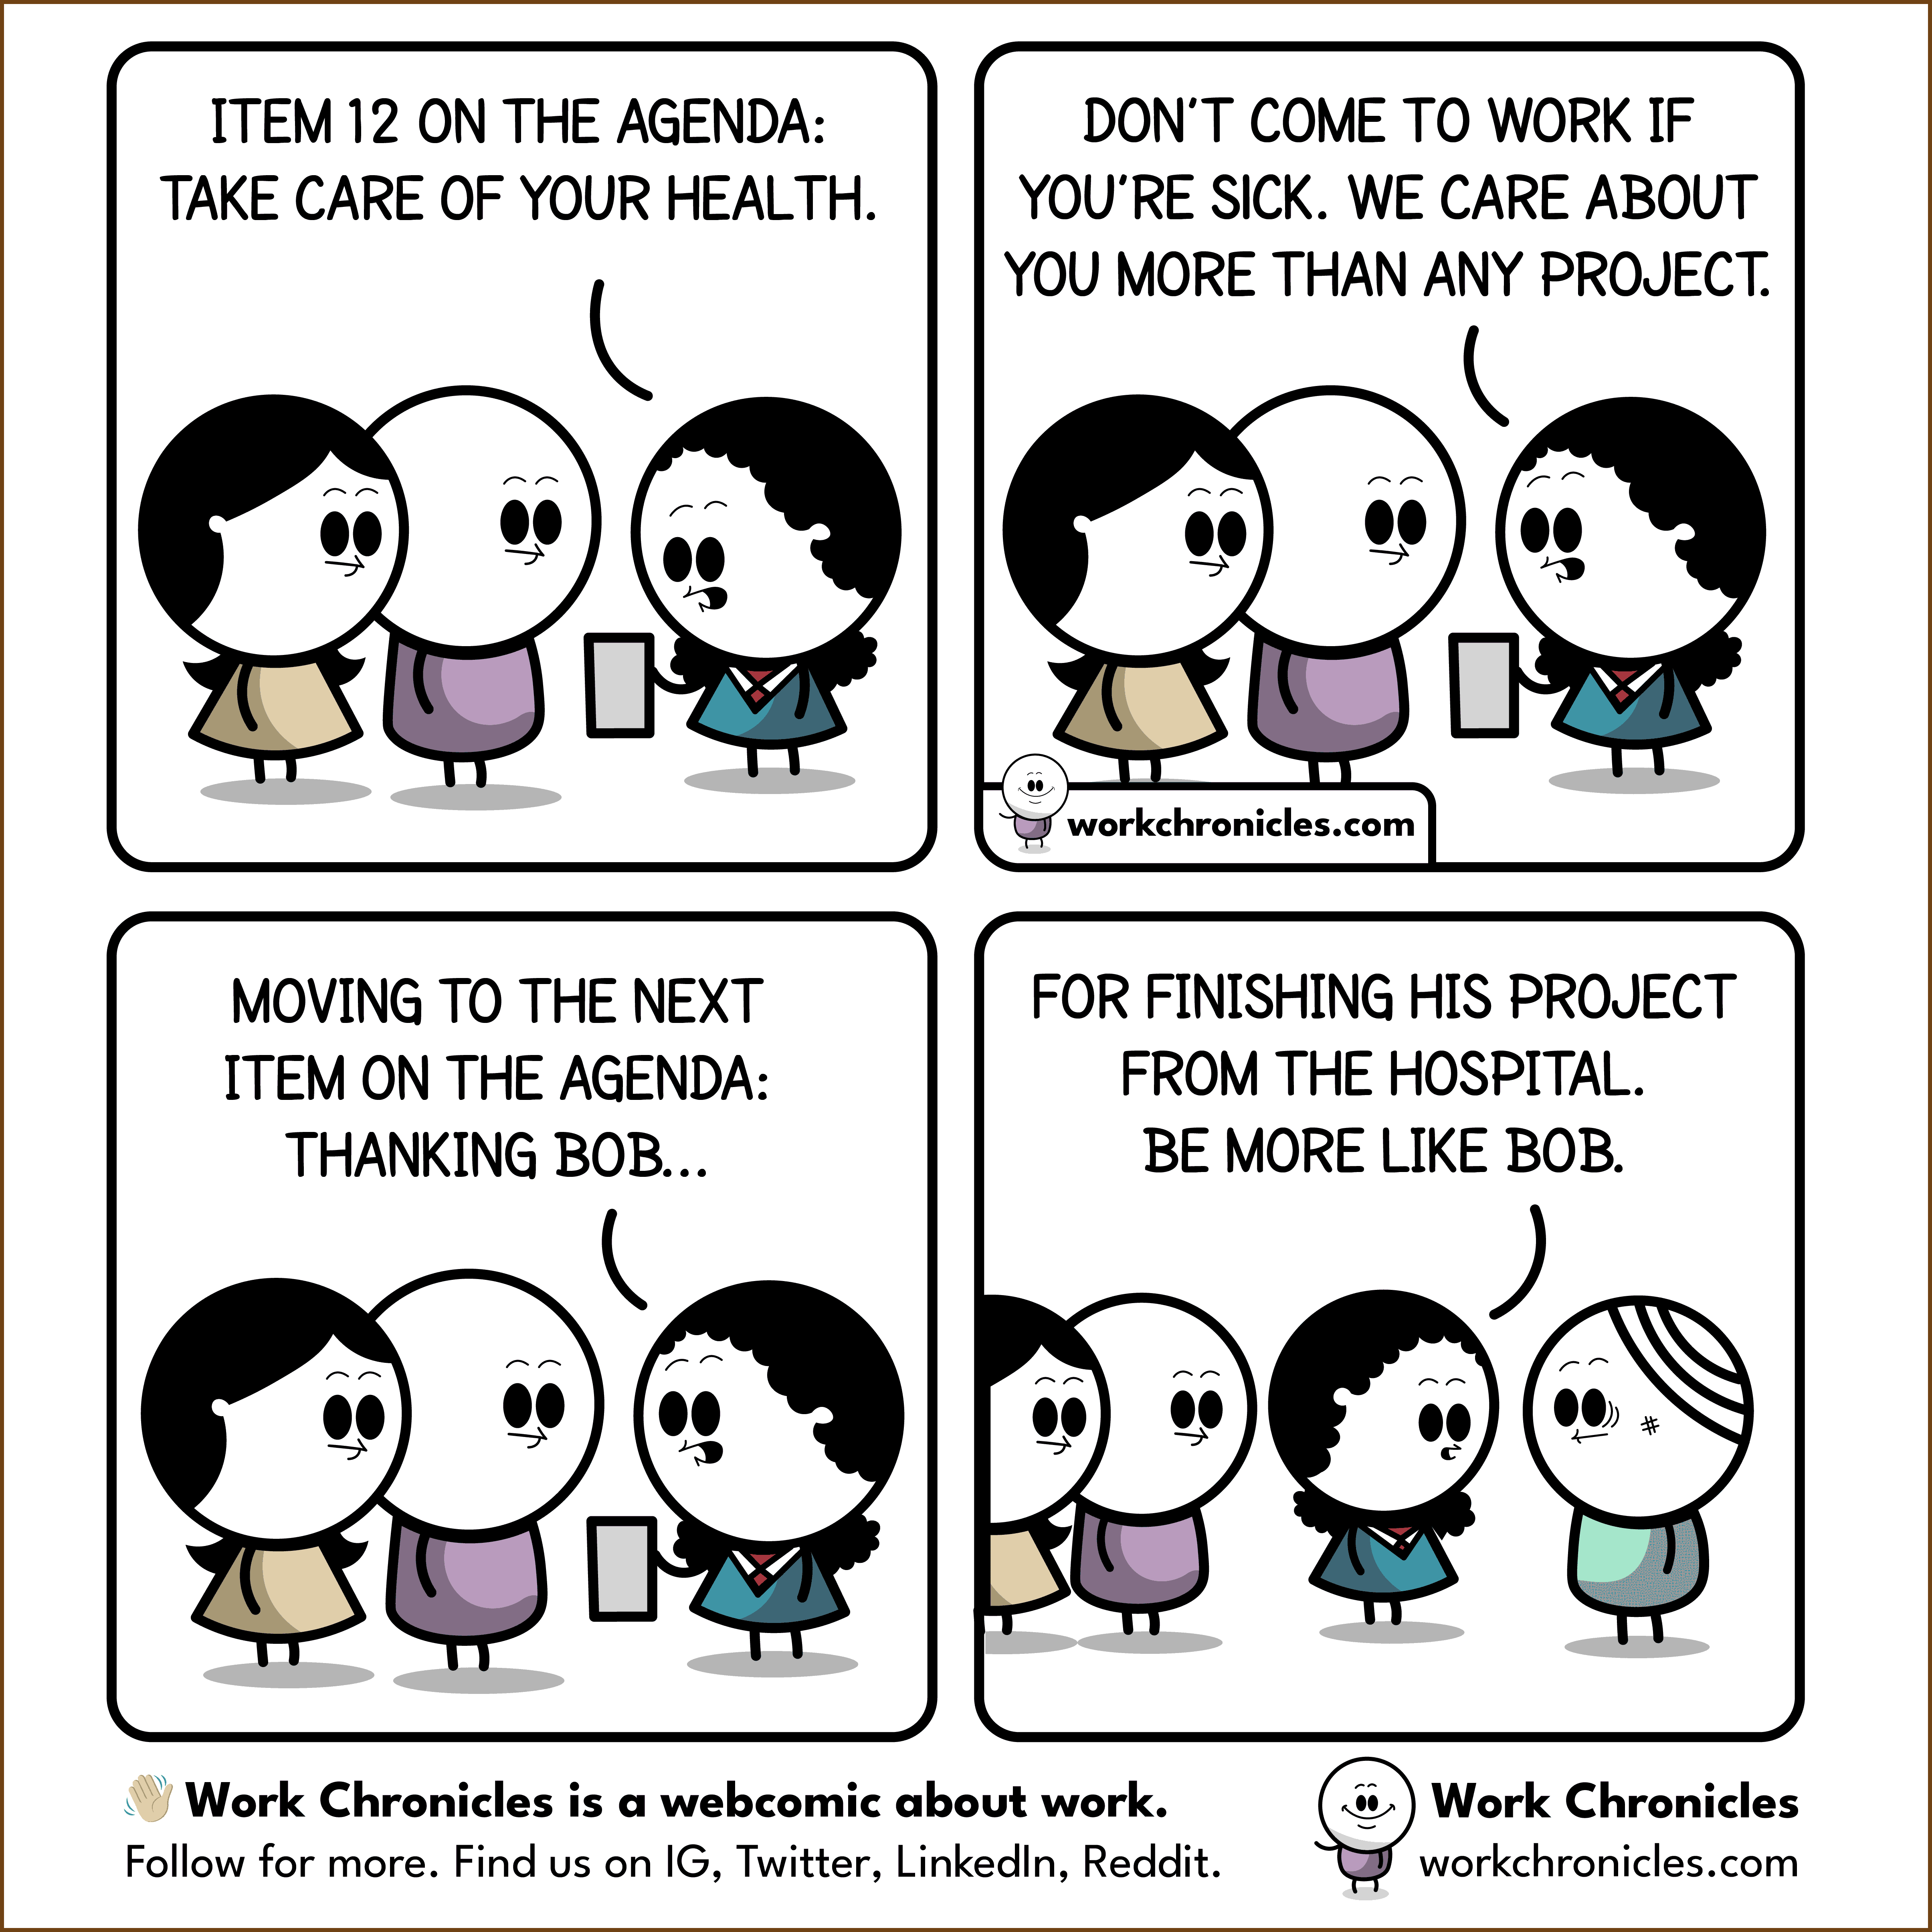 ITEM 12 ON THE AGENDA:
TAKE CARE OF YOUR HEALTH.
DON'T COME TO WORK IF
YOU'RE SICK. WE CARE ABOUT
YOU MORE THAN ANY PROJECT.
workchronicles.com
MOVING TO THE NEXT
ITEM ON THE AGENDA:
THANKING BOB...
FOR FINISHING HIS PROJECT
FROM THE HOSPITAL.
BE MORE LIKE BOB.
Work Chronicles is a webcomic about work.
Follow for more. Find us on IG, Twitter, LinkedIn, Reddit.
Work Chronicles
workchronicles.com